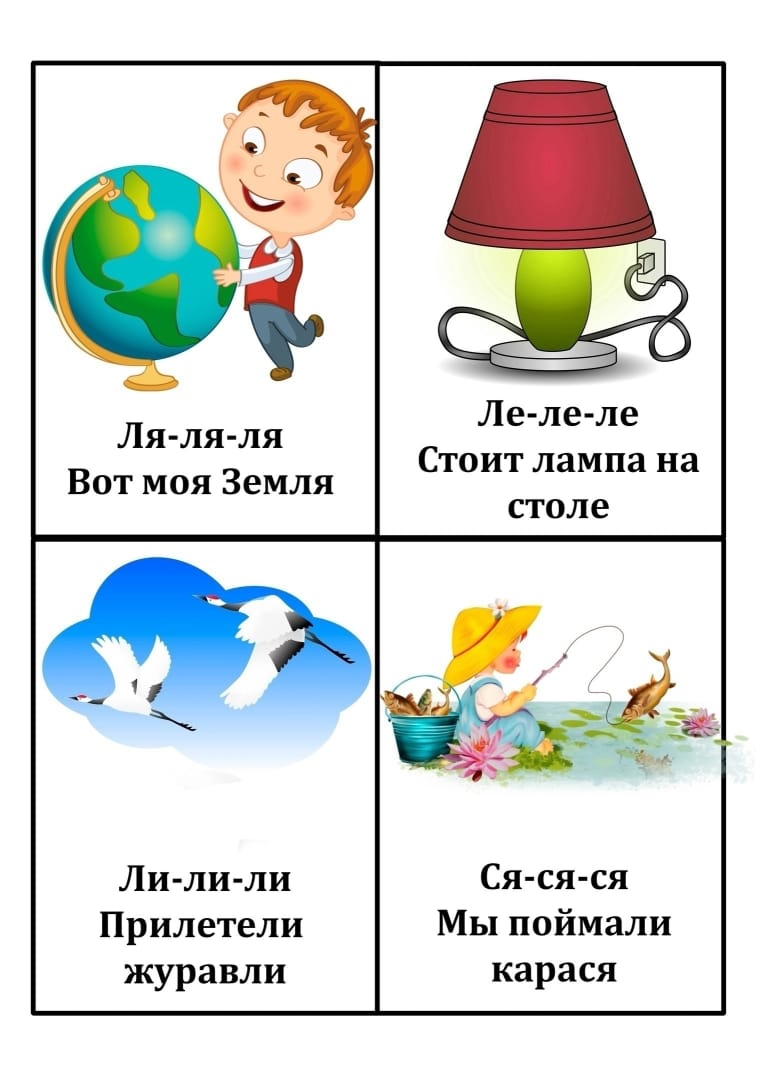 Ля-ля-ля
Вот моя Земля
Ле-ле-ле
Стоит лампа на
столе
Ли-ли-ли
Прилетели
журавли
Ся-ся-ся
Мы поймали
карася